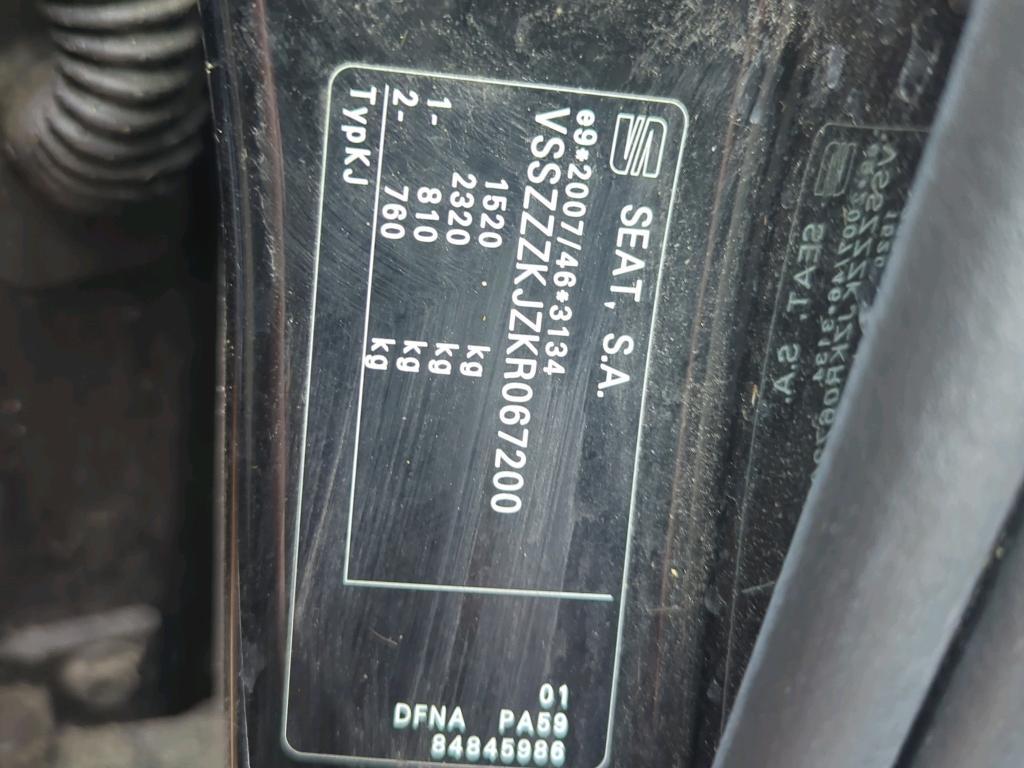 SEAT, S.A.
e9*2007/46*3134
VSSZZZKJZKR067200
1520 kg
2320 kg
1- 810 kg
2- 760 kg
TypKJ
01
DFNA PA59
84845986